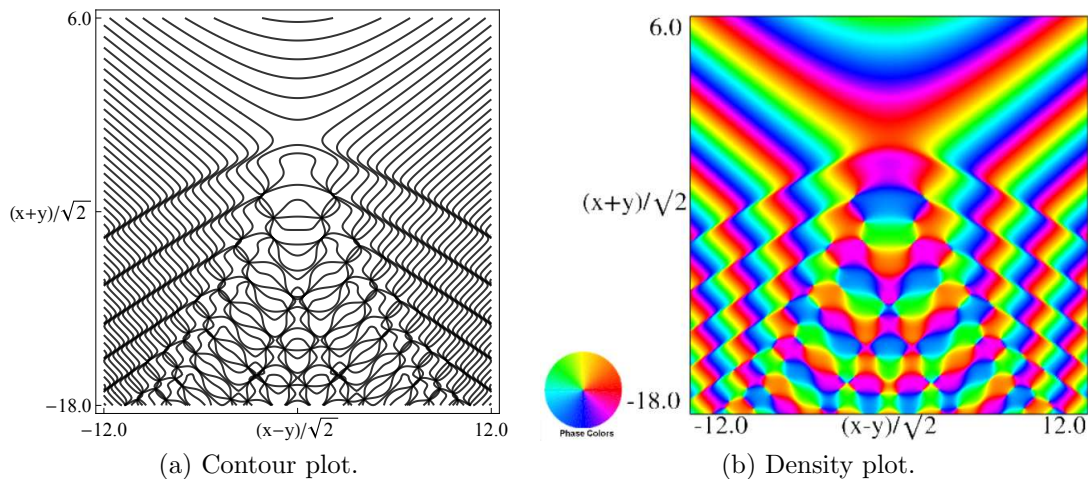 6.0
(x+y)/√2
−18.0
−12.0
(x−y)/√2
12.0
(a) Contour plot.
6.0
(x+y)/√2
-18.0
Phase Colors
-12.0
(x-y)/√2
12.0
(b) Density plot.